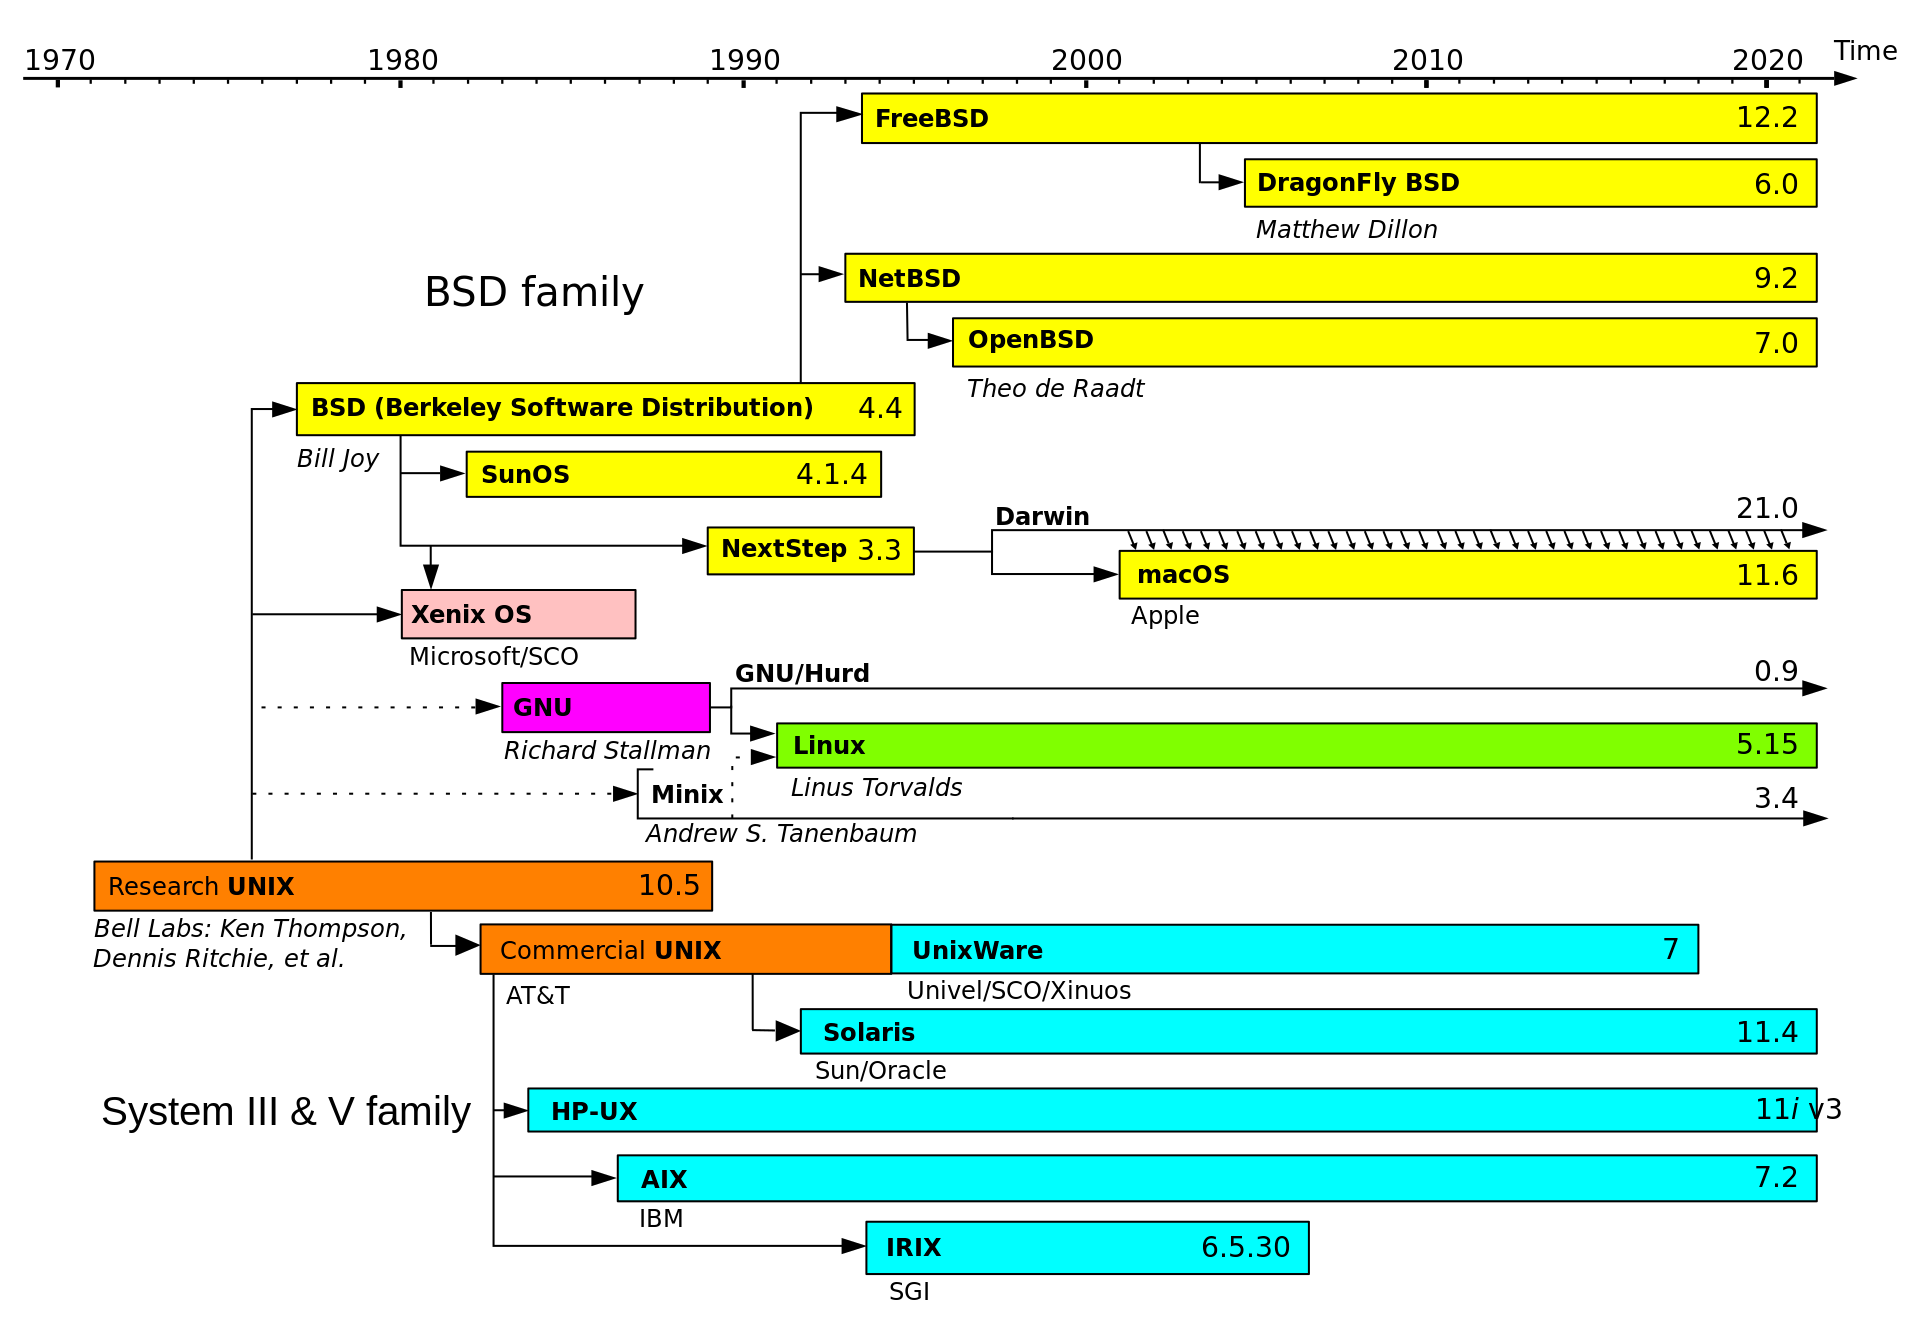 1970 1980 1990 2000 2010 2020 Time
FreeBSD 12.2
DragonFly BSD 6.0
Matthew Dillon
BSD family
NetBSD 9.2
OpenBSD 7.0
Theo de Raadt
BSD (Berkeley Software Distribution) 4.4
Bill Joy
SunOS 4.1.4
Darwin 21.0
NextStep 3.3
macOS 11.6
Apple
Xenix OS
Microsoft/SCO
GNU/Hurd 0.9
GNU
Richard Stallman
Linux 5.15
Linus Torvalds
Minix 3.4
Andrew S. Tanenbaum
Research UNIX 10.5
Bell Labs: Ken Thompson,
Dennis Ritchie, et al.
Commercial UNIX
AT&T
UnixWare 7
Univel/SCO/Xinuos
Solaris 11.4
Sun/Oracle
System III & V family
HP-UX 11i v3
AIX 7.2
IBM
IRIX 6.5.30
SGI